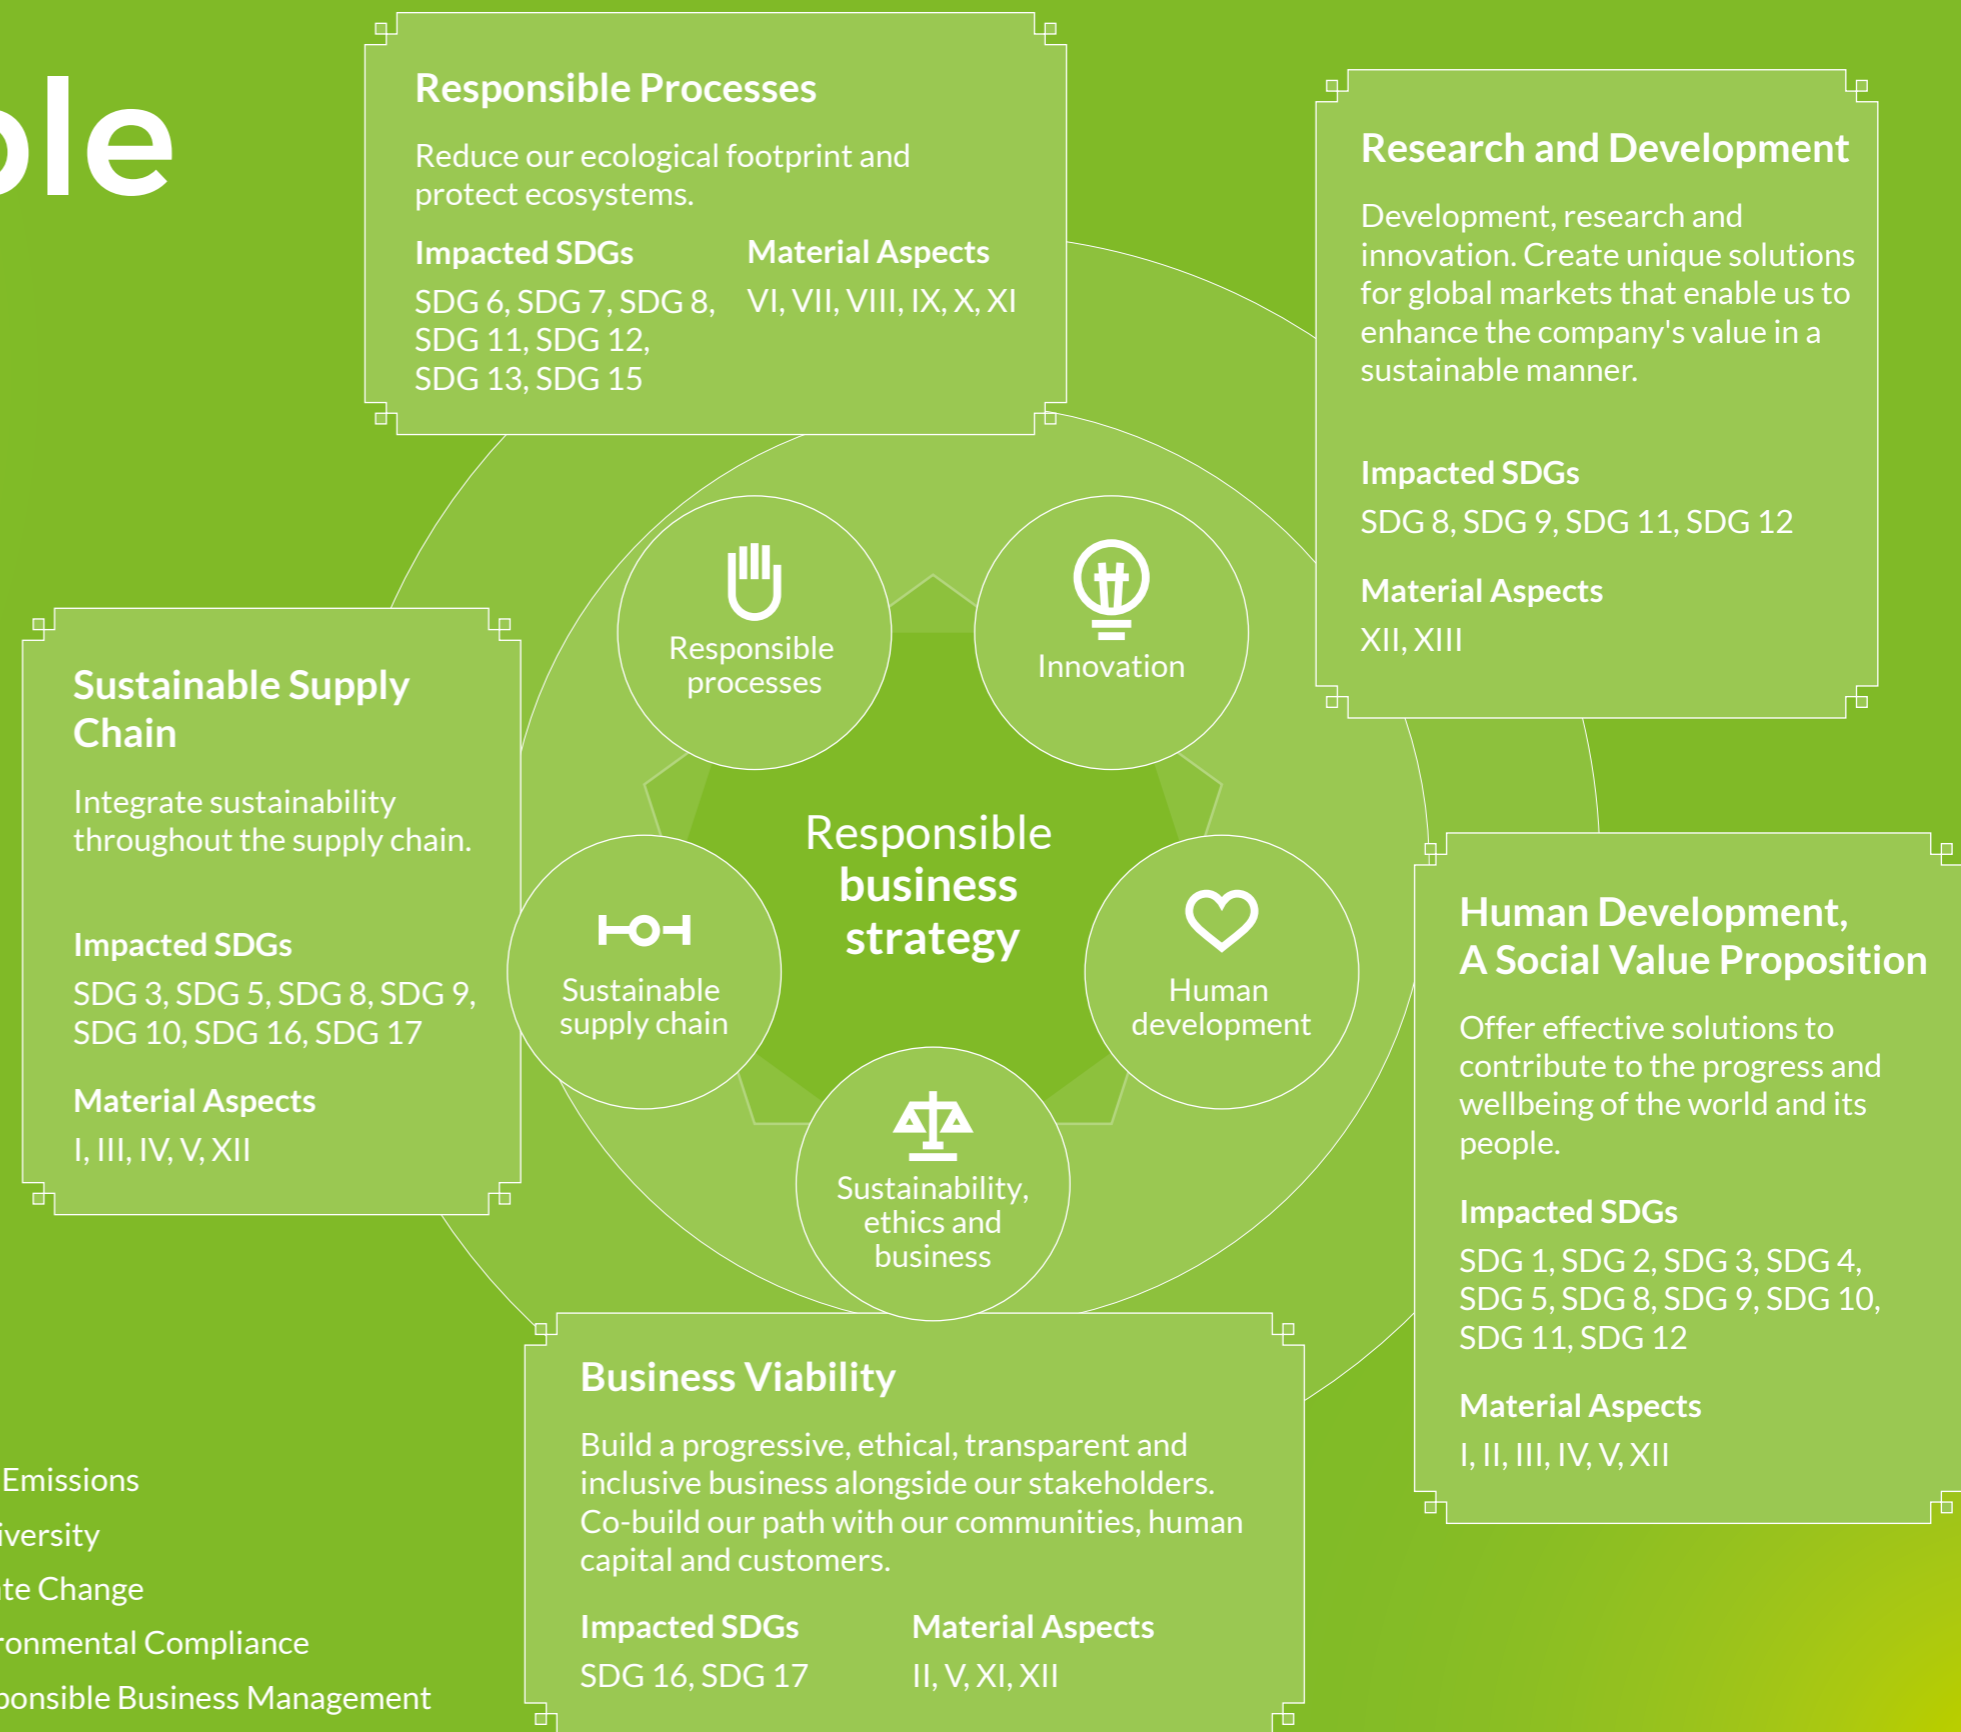 Responsible Processes
Reduce our ecological footprint and
protect ecosystems.
Impacted SDGs
SDG 6, SDG 7, SDG 8,
SDG 11, SDG 12,
SDG 13, SDG 15
Material Aspects
VI, VII, VIII, IX, X, XI
Research and Development
Development, research and
innovation. Create unique solutions
for global markets that enable us to
enhance the company's value in a
sustainable manner.
Impacted SDGs
SDG 8, SDG 9, SDG 11, SDG 12
Material Aspects
XII, XIII
Responsible
processes
Innovation
Sustainable Supply
Chain
Integrate sustainability
throughout the supply chain.
Impacted SDGs
SDG 3, SDG 5, SDG 8, SDG 9,
SDG 10, SDG 16, SDG 17
Material Aspects
I, III, IV, V, XII
Responsible
business
strategy
Sustainable
supply chain
Human
development
Sustainability,
ethics and
business
Human Development,
A Social Value Proposition
Offer effective solutions to
contribute to the progress and
wellbeing of the world and its
people.
Impacted SDGs
SDG 1, SDG 2, SDG 3, SDG 4,
SDG 5, SDG 8, SDG 9, SDG 10,
SDG 11, SDG 12
Material Aspects
I, II, III, IV, V, XII
Business Viability
Build a progressive, ethical, transparent and
inclusive business alongside our stakeholders.
Co-build our path with our communities, human
capital and customers.
Impacted SDGs
SDG 16, SDG 17
Material Aspects
II, V, XI, XII
Emissions
Change
Compliance
Business Management